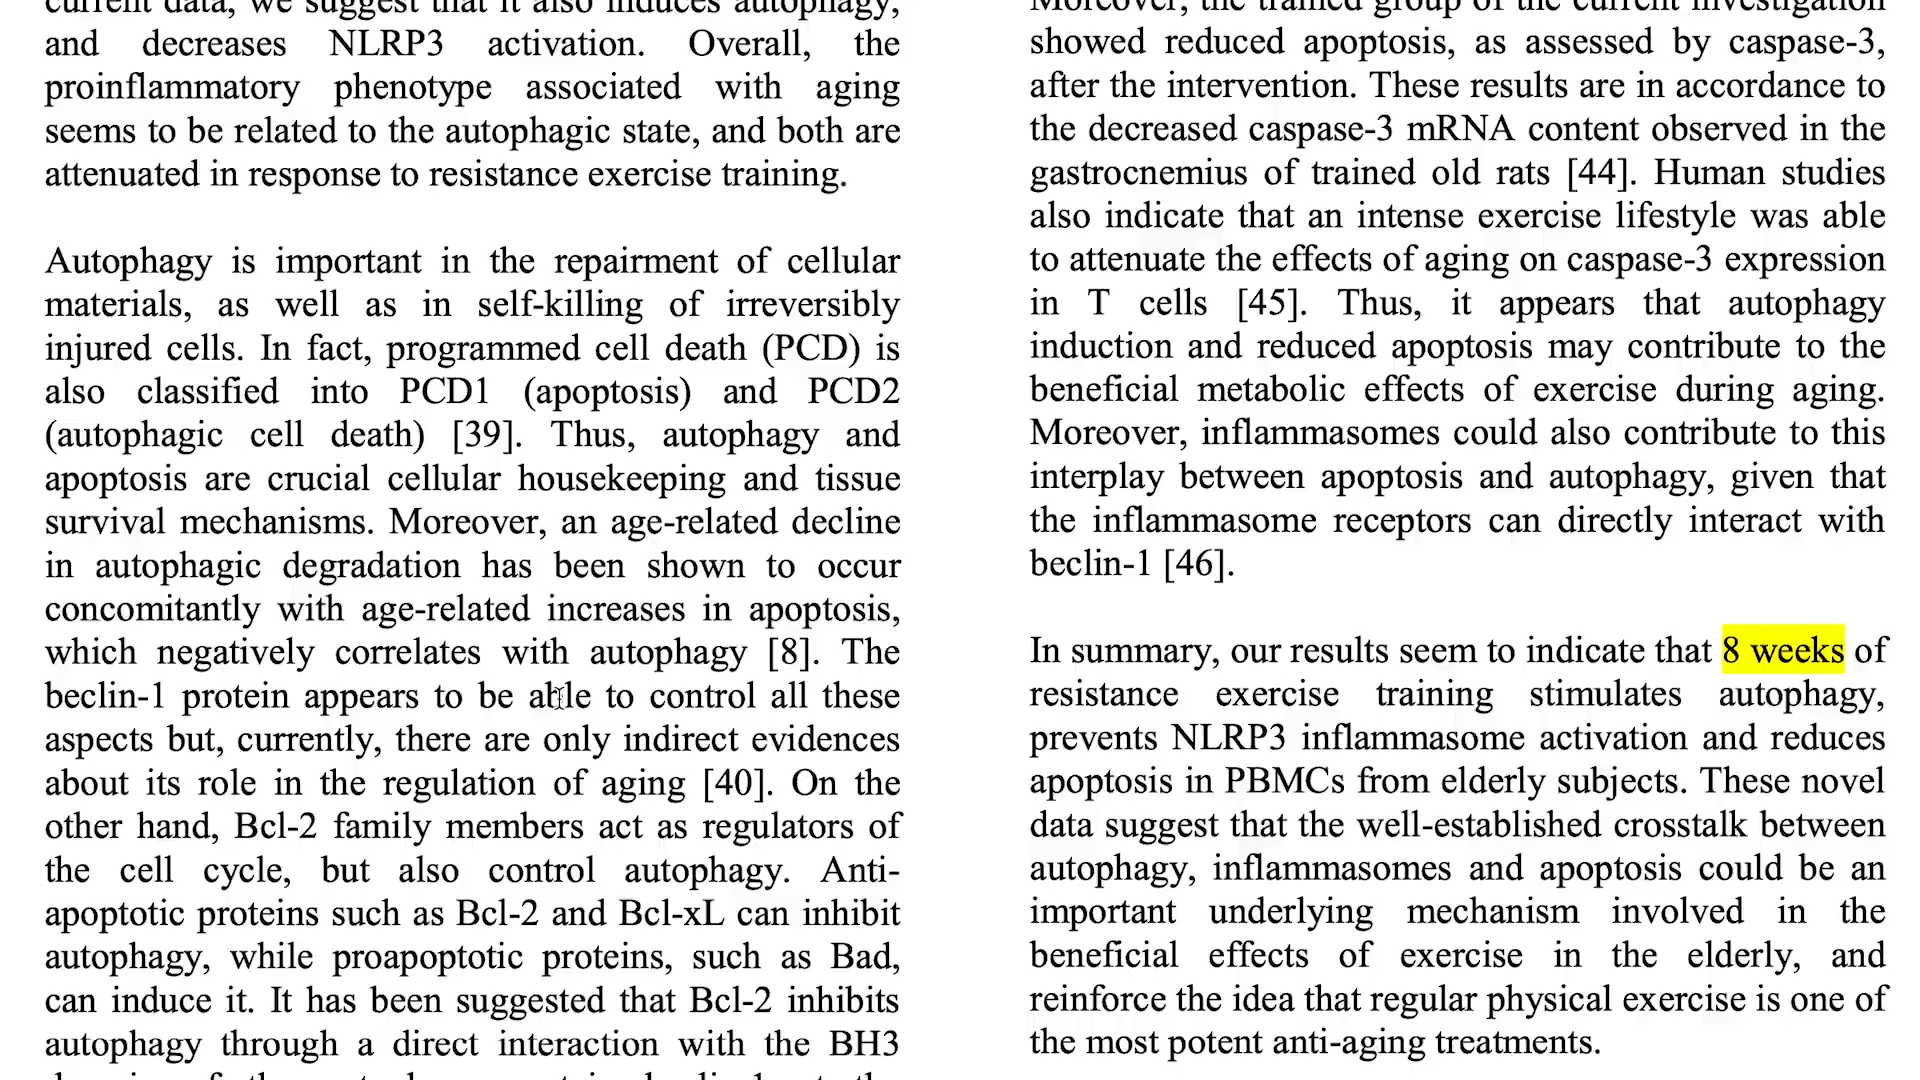 current data, we suggest that it also induces autophagy,
and decreases NLRP3 activation. Overall, the
proinflammatory phenotype associated with aging
seems to be related to the autophagic state, and both are
attenuated in response to resistance exercise training.
Autophagy is important in the repairment of cellular
materials, as well as in self-killing of irreversibly
injured cells. In fact, programmed cell death (PCD) is
also classified into PCD1 (apoptosis) and PCD2
(autophagic cell death) [39]. Thus, autophagy and
apoptosis are crucial cellular housekeeping and tissue
survival mechanisms. Moreover, an age-related decline
in autophagic degradation has been shown to occur
concomitantly with age-related increases in apoptosis,
which negatively correlates with autophagy [8]. The
beclin-1 protein appears to be able to control all these
aspects but, currently, there are only indirect evidences
about its role in the regulation of aging [40]. On the
other hand, Bcl-2 family members act as regulators of
the cell cycle, but also control autophagy. Anti-
apoptotic proteins such as Bcl-2 and Bcl-xL can inhibit
autophagy, while proapoptotic proteins, such as Bad,
can induce it. It has been suggested that Bcl-2 inhibits
autophagy through a direct interaction with the BH3
Moreover, the trained group of the current investigation
showed reduced apoptosis, as assessed by caspase-3,
after the intervention. These results are in accordance to
the decreased caspase-3 mRNA content observed in the
gastrocnemius of trained old rats [44]. Human studies
also indicate that an intense exercise lifestyle was able
to attenuate the effects of aging on caspase-3 expression
in T cells [45]. Thus, it appears that autophagy
induction and reduced apoptosis may contribute to the
beneficial metabolic effects of exercise during aging.
Moreover, inflammasomes could also contribute to this
interplay between apoptosis and autophagy, given that
the inflammasome receptors can directly interact with
beclin-1 [46].
In summary, our results seem to indicate that 8 weeks of
resistance exercise training stimulates autophagy,
prevents NLRP3 inflammasome activation and reduces
apoptosis in PBMCs from elderly subjects. These novel
data suggest that the well-established crosstalk between
autophagy, inflammasomes and apoptosis could be an
important underlying mechanism involved in the
beneficial effects of exercise in the elderly, and
reinforce the idea that regular physical exercise is one of
the most potent anti-aging treatments.